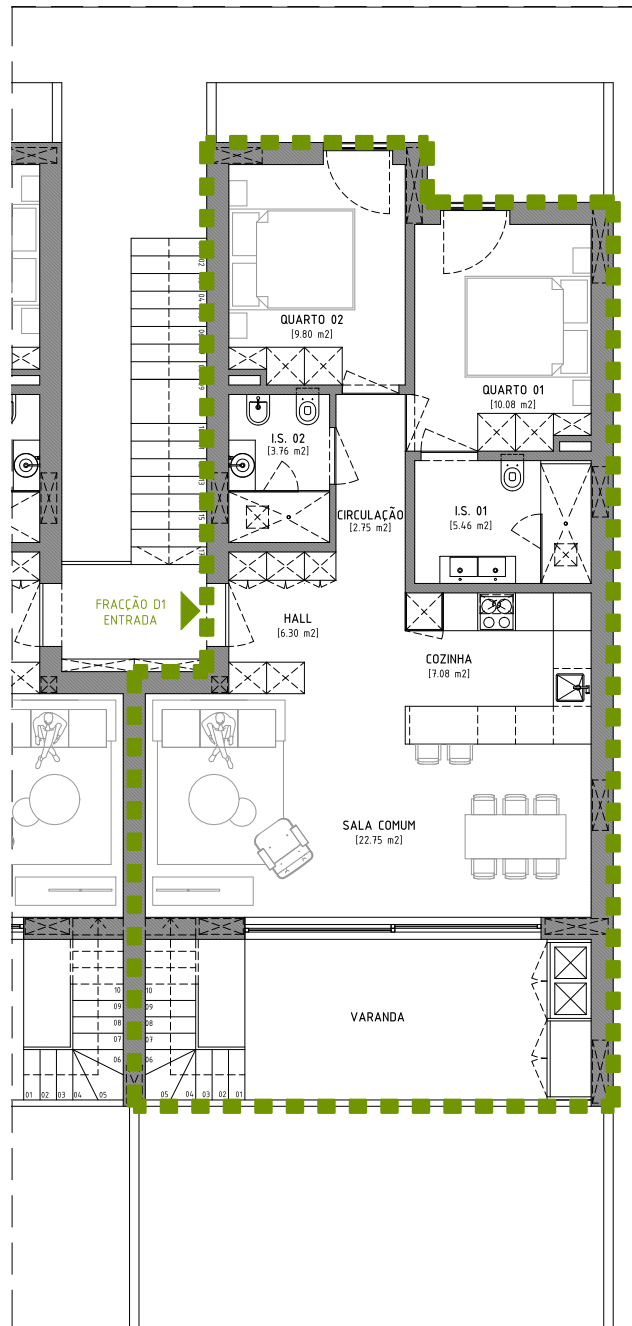 QUARTO 02
[9.80 m2]
QUARTO 01
[10.08 m2]
I.S. 02
[3.76 m2]
CIRCULAÇÃO
[2.75 m2]
I.S. 01
[5.46 m2]
FRACÇÃO D1
ENTRADA
HALL
[6.30 m2]
COZINHA
[7.08 m2]
SALA COMUM
[22.75 m2]
VARANDA
10 10
09 09
08 08
07 07
06 06
01 02 03 04 05 05 04 03 02 01